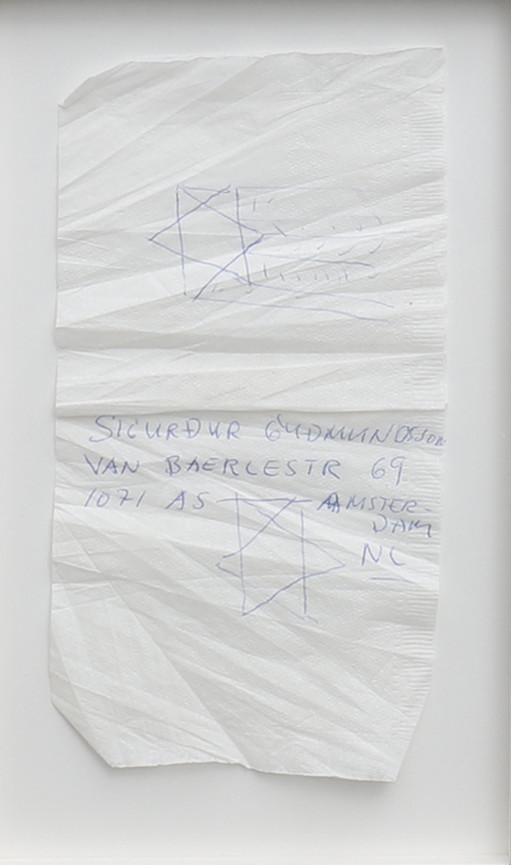 SIGURDUR GUDMUNDSSON
VAN BAERLESTR 69
1071 AS AMSTER-
DAM
NL